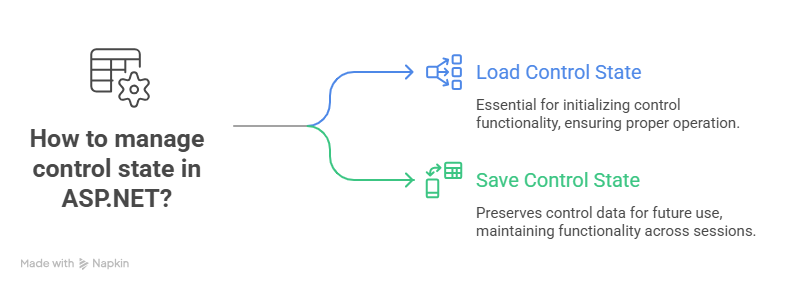 How to manage
control state in
ASP.NET?
Load Control State
Essential for initializing control
functionality, ensuring proper operation.
Save Control State
Preserves control data for future use,
maintaining functionality across sessions.
Made with Napkin